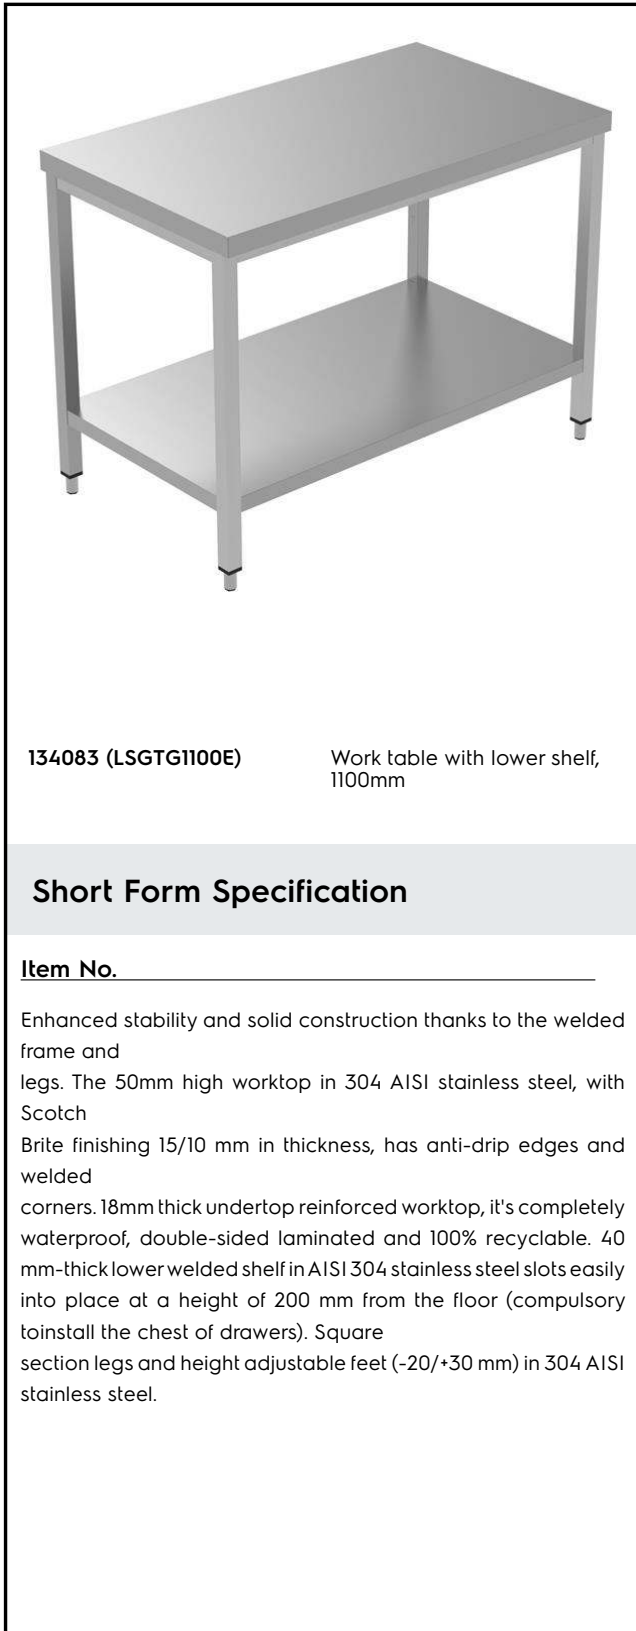 134083 (LSGTG1100E)
Work table with lower shelf,
1100mm
Short Form Specification
Item No.
Enhanced stability and solid construction thanks to the welded
frame and
legs. The 50mm high worktop in 304 AISI stainless steel, with
Scotch
Brite finishing 15/10 mm in thickness, has anti-drip edges and
welded
corners. 18mm thick undertop reinforced worktop, it's completely
waterproof, double-sided laminated and 100% recyclable. 40
mm-thick lower welded shelf in AISI 304 stainless steel slots easily
into place at a height of 200 mm from the floor (compulsory
toinstall the chest of drawers). Square
section legs and height adjustable feet (-20/+30 mm) in 304 AISI
stainless steel.